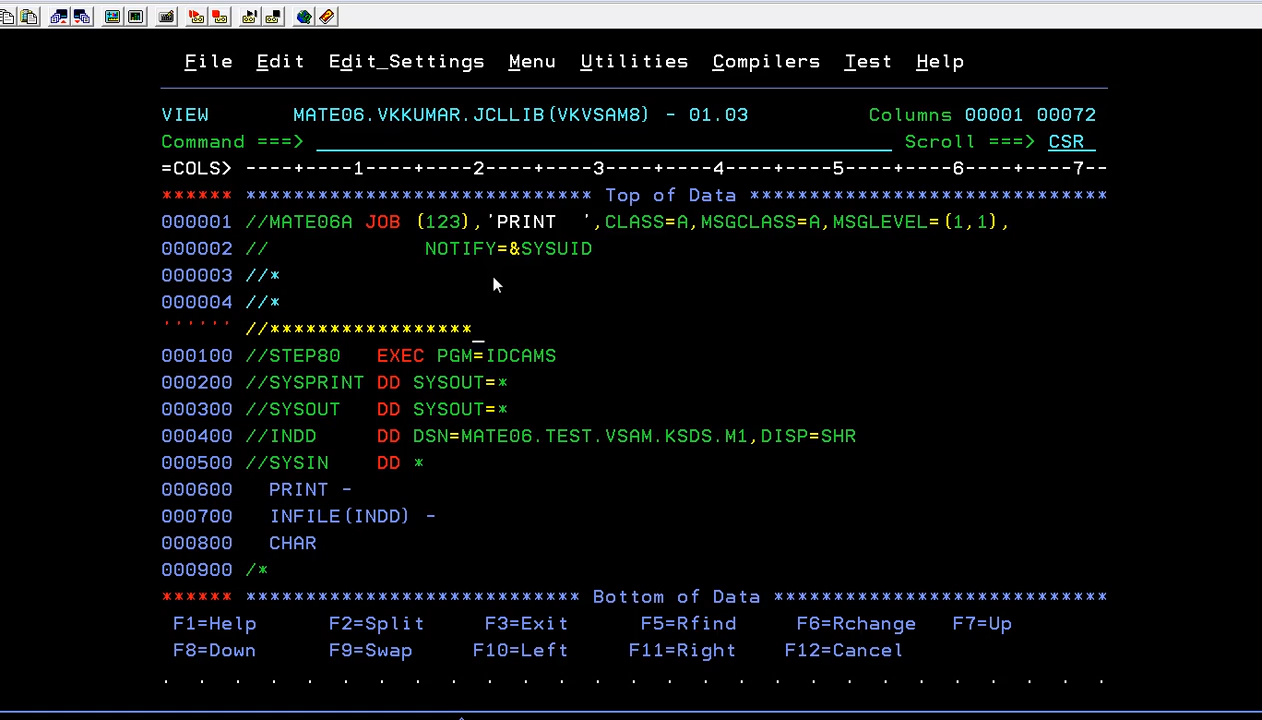 File Edit Edit_Settings Menu Utilities Compilers Test Help
VIEW MATE06.VKKUMAR.JCLLIB(VKVSAM8) - 01.03 Columns 00001 00072
Command ===> Scroll ===> CSR
=COLS> ----+----1----+----2----+----3----+----4----+----5----+----6----+----7--
****** ***************************** Top of Data ******************************
000001 //MATE06A JOB (123),'PRINT  ',CLASS=A,MSGCLASS=A,MSGLEVEL=(1,1),
000002 //             NOTIFY=&SYSUID
000003 //*
000004 //*
'''''' //*****************_
000100 //STEP80   EXEC PGM=IDCAMS
000200 //SYSPRINT DD SYSOUT=*
000300 //SYSOUT   DD SYSOUT=*
000400 //INDD     DD DSN=MATE06.TEST.VSAM.KSDS.M1,DISP=SHR
000500 //SYSIN    DD *
000600   PRINT -
000700   INFILE(INDD) -
000800   CHAR
000900 /*
****** **************************** Bottom of Data ****************************
F1=Help F2=Split F3=Exit F5=Rfind F6=Rchange F7=Up
F8=Down F9=Swap F10=Left F11=Right F12=Cancel
. . . . . . . . . . . . . . . . . . . . . . . . . . .